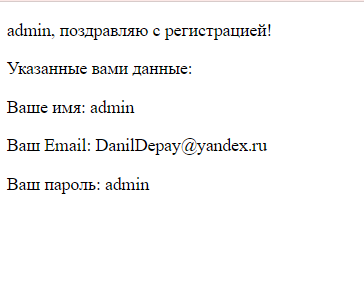 admin, поздравляю с регистрацией!
Указанные вами данные:
Ваше имя: admin
Ваш Email: DanilDepay@yandex.ru
Ваш пароль: admin